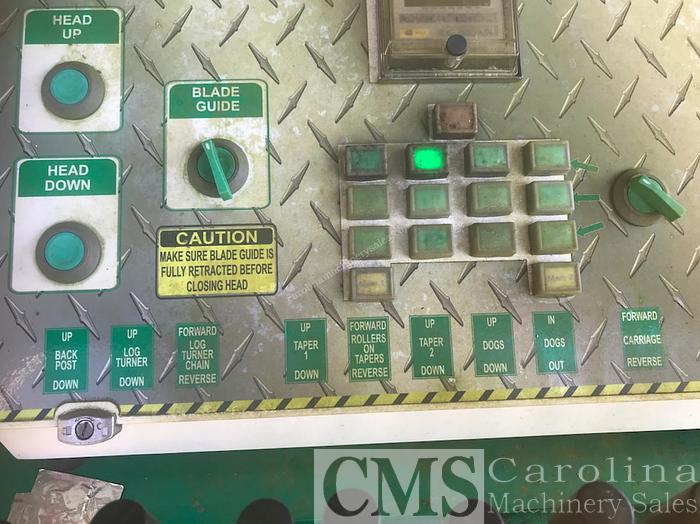 HEAD
UP
BLADE
GUIDE
HEAD
DOWN
CAUTION
MAKE SURE BLADE GUIDE IS
FULLY RETRACTED BEFORE
CLOSING HEAD
UP
BACK
POST
DOWN
UP
LOG
TURNER
DOWN
FORWARD
LOG
TURNER
CHAIN
REVERSE
UP
TAPER
1
DOWN
FORWARD
ROLLERS
ON
TAPERS
REVERSE
UP
TAPER
2
DOWN
UP
DOGS
DOWN
IN
DOGS
OUT
FORWARD
CARRIAGE
REVERSE
CMS Carolina
Machinery Sales